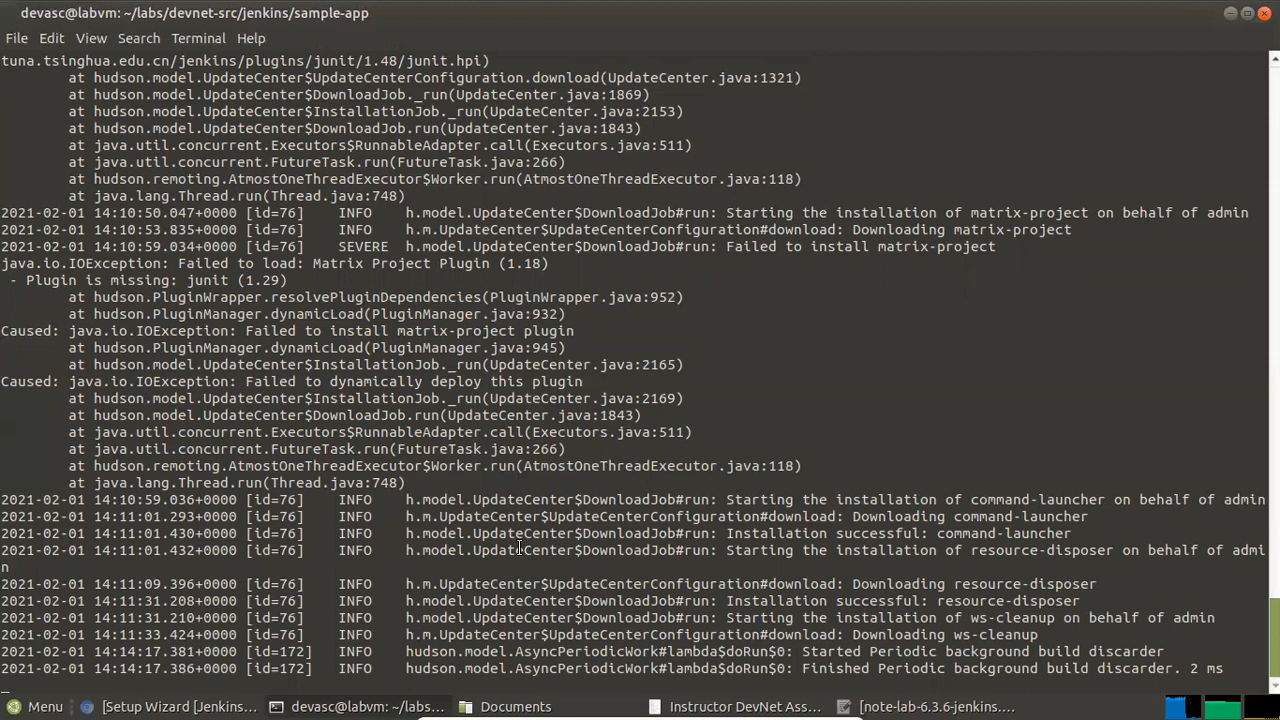 devasc@labvm: ~/labs/devnet-src/jenkins/sample-app
File Edit View Search Terminal Help
tuna.tsinghua.edu.cn/jenkins/plugins/junit/1.48/junit.hpi)
at hudson.model.UpdateCenter$UpdateCenterConfiguration.download(UpdateCenter.java:1321)
at hudson.model.UpdateCenter$DownloadJob._run(UpdateCenter.java:1869)
at hudson.model.UpdateCenter$InstallationJob._run(UpdateCenter.java:2153)
at hudson.model.UpdateCenter$DownloadJob.run(UpdateCenter.java:1843)
at java.util.concurrent.Executors$RunnableAdapter.call(Executors.java:511)
at java.util.concurrent.FutureTask.run(FutureTask.java:266)
at hudson.remoting.AtmostOneThreadExecutor$Worker.run(AtmostOneThreadExecutor.java:118)
at java.lang.Thread.run(Thread.java:748)
2021-02-01 14:10:50.047+0000 [id=76] INFO h.model.UpdateCenter$DownloadJob#run: Starting the installation of matrix-project on behalf of admin
2021-02-01 14:10:53.835+0000 [id=76] INFO h.m.UpdateCenter$UpdateCenterConfiguration#download: Downloading matrix-project
2021-02-01 14:10:59.034+0000 [id=76] SEVERE h.model.UpdateCenter$DownloadJob#run: Failed to install matrix-project
java.io.IOException: Failed to load: Matrix Project Plugin (1.18)
- Plugin is missing: junit (1.29)
at hudson.PluginWrapper.resolvePluginDependencies(PluginWrapper.java:952)
at hudson.PluginManager.dynamicLoad(PluginManager.java:932)
Caused: java.io.IOException: Failed to install matrix-project plugin
at hudson.PluginManager.dynamicLoad(PluginManager.java:945)
at hudson.model.UpdateCenter$InstallationJob._run(UpdateCenter.java:2165)
Caused: java.io.IOException: Failed to dynamically deploy this plugin
at hudson.model.UpdateCenter$InstallationJob._run(UpdateCenter.java:2169)
at hudson.model.UpdateCenter$DownloadJob.run(UpdateCenter.java:1843)
at java.util.concurrent.Executors$RunnableAdapter.call(Executors.java:511)
at java.util.concurrent.FutureTask.run(FutureTask.java:266)
at hudson.remoting.AtmostOneThreadExecutor$Worker.run(AtmostOneThreadExecutor.java:118)
at java.lang.Thread.run(Thread.java:748)
2021-02-01 14:10:59.036+0000 [id=76] INFO h.model.UpdateCenter$DownloadJob#run: Starting the installation of command-launcher on behalf of admin
2021-02-01 14:11:01.293+0000 [id=76] INFO h.m.UpdateCenter$UpdateCenterConfiguration#download: Downloading command-launcher
2021-02-01 14:11:01.430+0000 [id=76] INFO h.model.UpdateCenter$DownloadJob#run: Installation successful: command-launcher
2021-02-01 14:11:01.432+0000 [id=76] INFO h.model.UpdateCenter$DownloadJob#run: Starting the installation of resource-disposer on behalf of admi
n
2021-02-01 14:11:09.396+0000 [id=76] INFO h.m.UpdateCenter$UpdateCenterConfiguration#download: Downloading resource-disposer
2021-02-01 14:11:31.208+0000 [id=76] INFO h.model.UpdateCenter$DownloadJob#run: Installation successful: resource-disposer
2021-02-01 14:11:31.210+0000 [id=76] INFO h.model.UpdateCenter$DownloadJob#run: Starting the installation of ws-cleanup on behalf of admin
2021-02-01 14:11:33.424+0000 [id=76] INFO h.m.UpdateCenter$UpdateCenterConfiguration#download: Downloading ws-cleanup
2021-02-01 14:14:17.381+0000 [id=172] INFO hudson.model.AsyncPeriodicWork#lambda$doRun$0: Started Periodic background build discarder
2021-02-01 14:14:17.386+0000 [id=172] INFO hudson.model.AsyncPeriodicWork#lambda$doRun$0: Finished Periodic background build discarder. 2 ms
Menu [Setup Wizard [Jenkins... devasc@labvm: ~/labs... Documents Instructor DevNet Ass... [note-lab-6.3.6-jenkins....